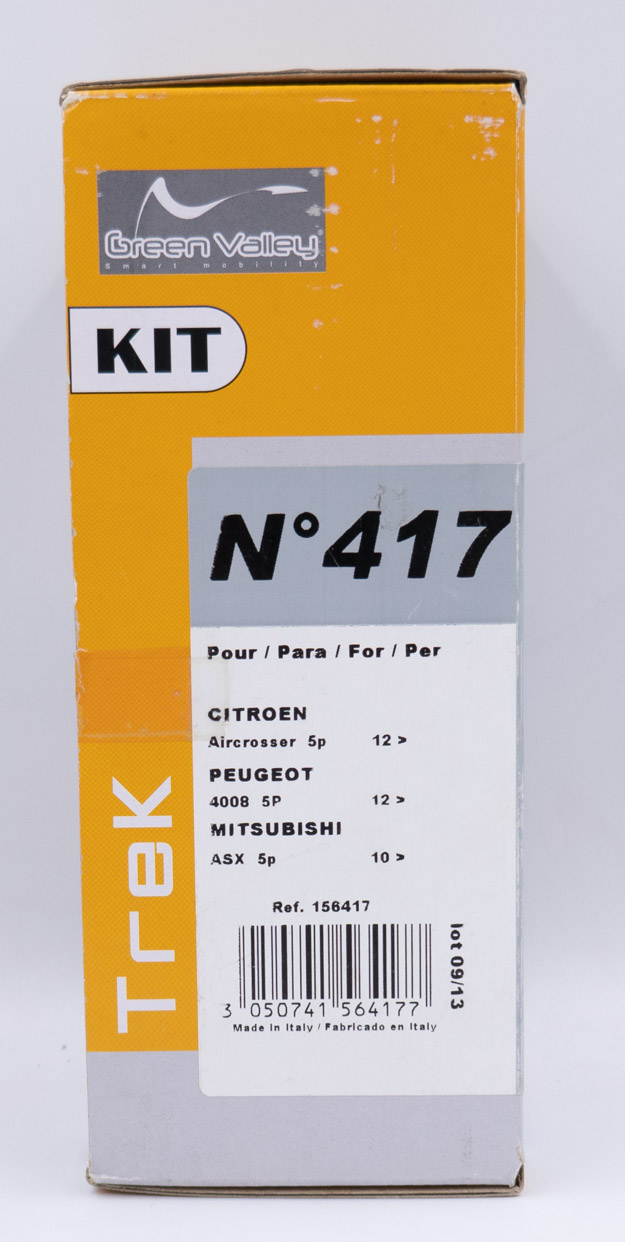 Green Valley
Smart mobility
KIT
N°417
Pour / Para / For / Per
CITROEN
Aircrosser 5p 12 >
PEUGEOT
4008 5P 12 >
MITSUBISHI
ASX 5p 10 >
Ref. 156417
3 050741 564177
lot 09/13
Made in Italy / Fabricado en Italy
Trek